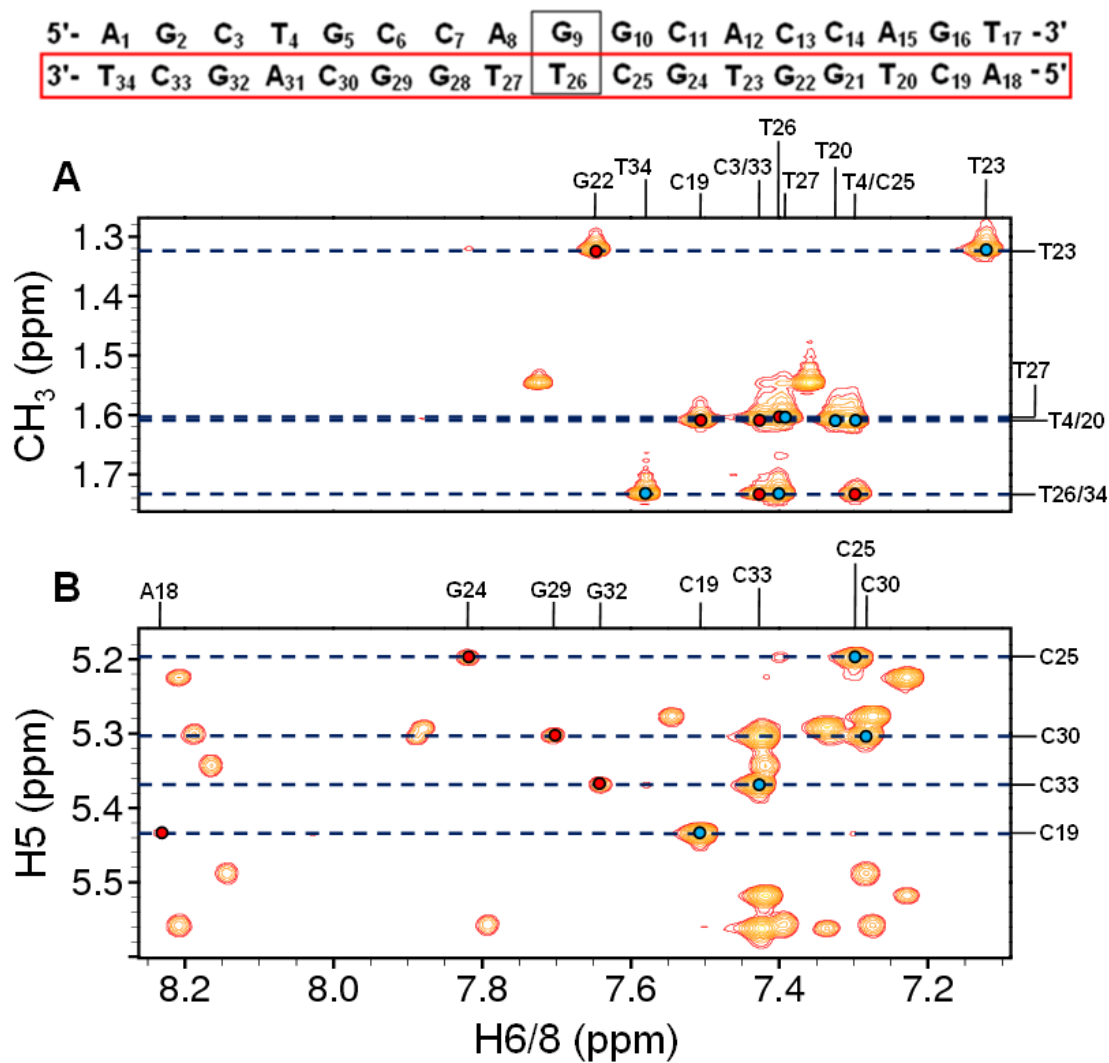 5'- A1 G2 C3 T4 G5 C6 C7 A8 G9 G10 C11 A12 C13 C14 A15 G16 T17 -3'
3'- T34 C33 G32 A31 C30 G29 G28 T27 T26 C25 G24 T23 G22 G21 T20 C19 A18 -5'
T26
T34 C3/33 T20
A G22 C19 T27 T4/C25 T23
1.3
T23
1.4
1.5
T27
1.6
T4/20
1.7
T26/34
CH3 (ppm)
C25
B A18 G24 G29 G32 C19 C33 C30
5.2
C25
5.3
C30
C33
5.4
C19
5.5
H5 (ppm)
8.2 8.0 7.8 7.6 7.4 7.2
H6/8 (ppm)